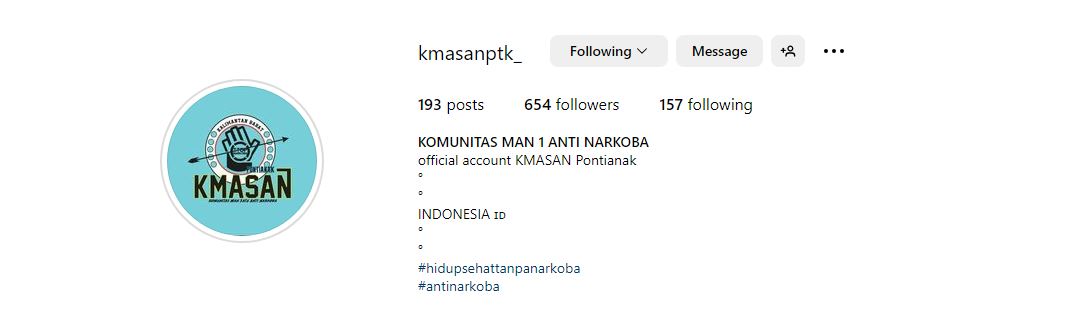 kmasanptk_ Following Message
193 posts 654 followers 157 following
KOMUNITAS MAN 1 ANTI NARKOBA
official account KMASAN Pontianak
°
°
INDONESIA ɪᴅ
°
°
#hidupsehattanpanarkoba
#antinarkoba
KALIMANTAN BARAT
PONTIANAK
KMASAN
KOMUNITAS MAN SATU ANTI NARKOBA